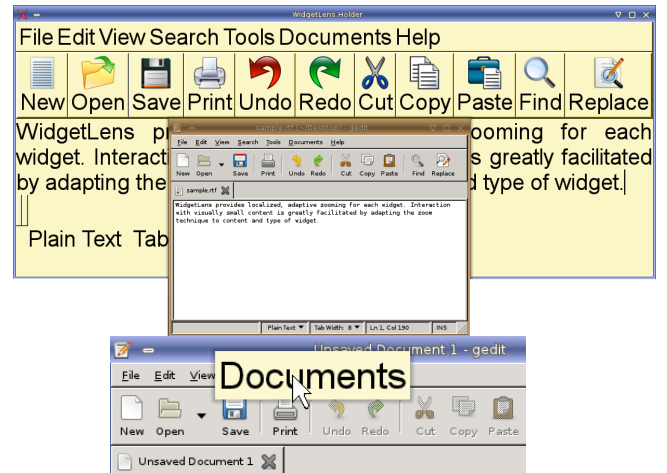 WidgetLens Holder
File Edit View Search Tools Documents Help
New Open Save Print Undo Redo Cut Copy Paste Find Replace
WidgetLens pr ooming for each
widget. Interact s greatly facilitated
by adapting the d type of widget.
Plain Text Tab
sample.rtf (~/Desktop) - gedit
File Edit View Search Tools Documents Help
New Open Save Print Undo Redo Cut Copy Paste Find Replace
sample.rtf
WidgetLens provides localized, adaptive zooming for each widget. Interaction
with visually small content is greatly facilitated by adapting the zoom
technique to content and type of widget.
Plain Text Tab Width: 8 Ln 1, Col 190 INS
Unsaved Document 1 - gedit
File Edit View
Documents
New Open Save Print Undo Redo Cut Copy Paste
Unsaved Document 1